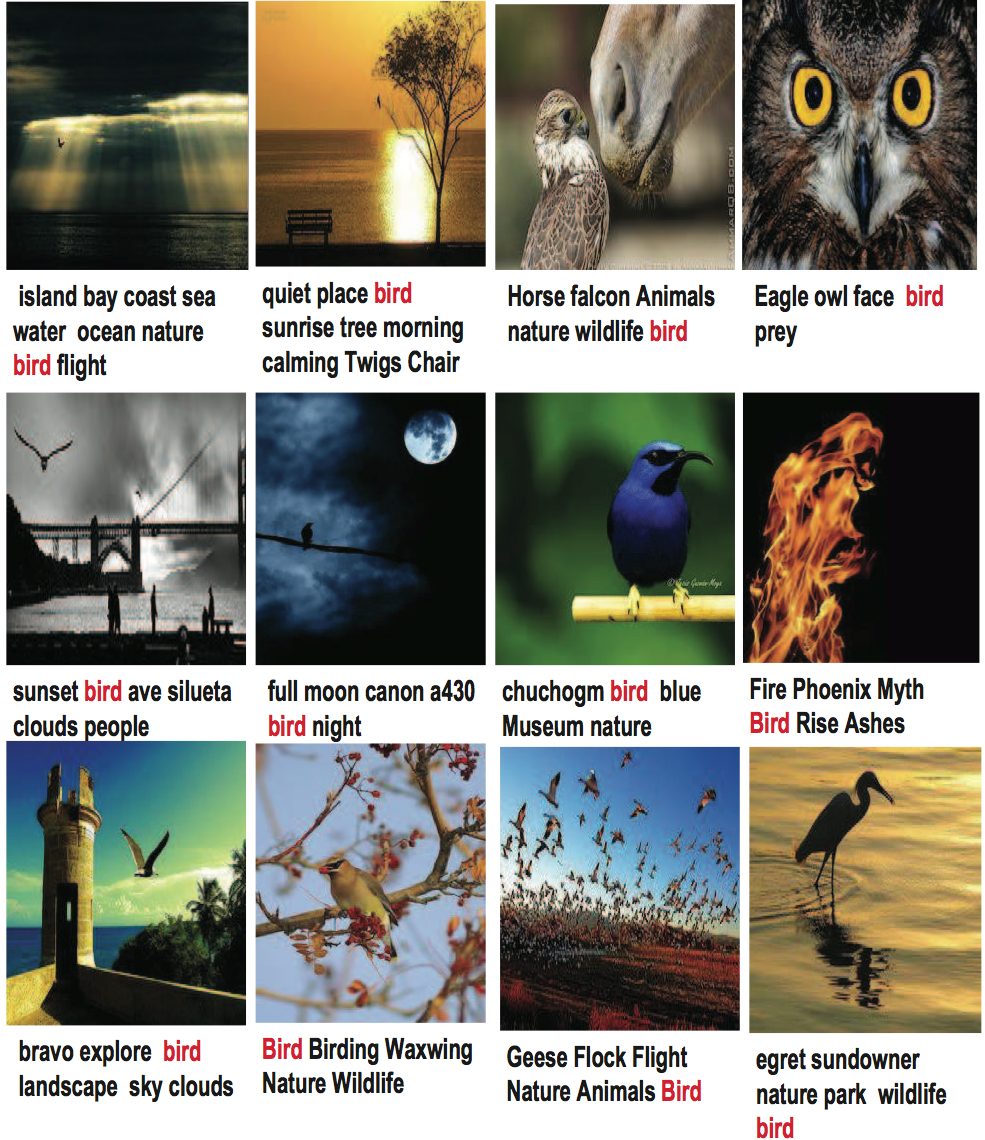 island bay coast sea
water ocean nature
bird flight
quiet place bird
sunrise tree morning
calming Twigs Chair
Horse falcon Animals
nature wildlife bird
Eagle owl face bird
prey
sunset bird ave silueta
clouds people
full moon canon a430
bird night
chuchogm bird blue
Museum nature
Fire Phoenix Myth
Bird Rise Ashes
bravo explore bird
landscape sky clouds
Bird Birding Waxwing
Nature Wildlife
Geese Flock Flight
Nature Animals Bird
egret sundowner
nature park wildlife
bird